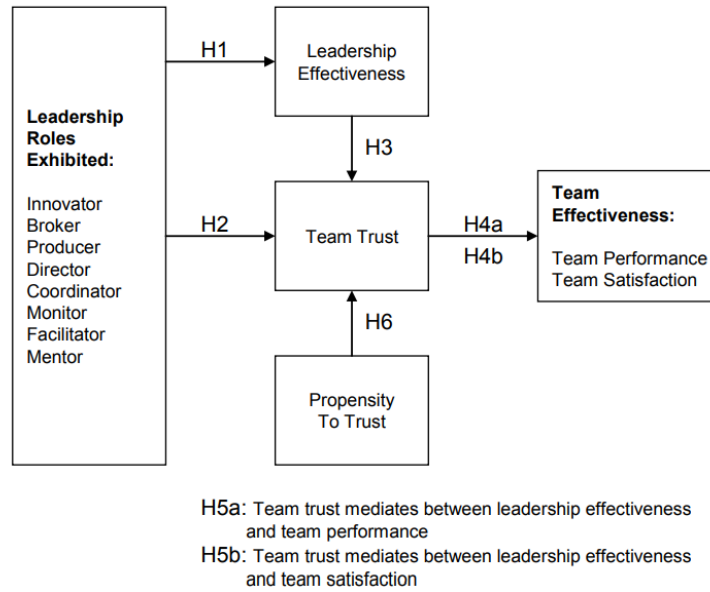 H1
Leadership
Effectiveness
Leadership
Roles
Exhibited:
Innovator
Broker
Producer
Director
Coordinator
Monitor
Facilitator
Mentor
H3
H2
Team Trust
H4a
H4b
Team
Effectiveness:
Team Performance
Team Satisfaction
H6
Propensity
To Trust
H5a: Team trust mediates between leadership effectiveness
and team performance
H5b: Team trust mediates between leadership effectiveness
and team satisfaction